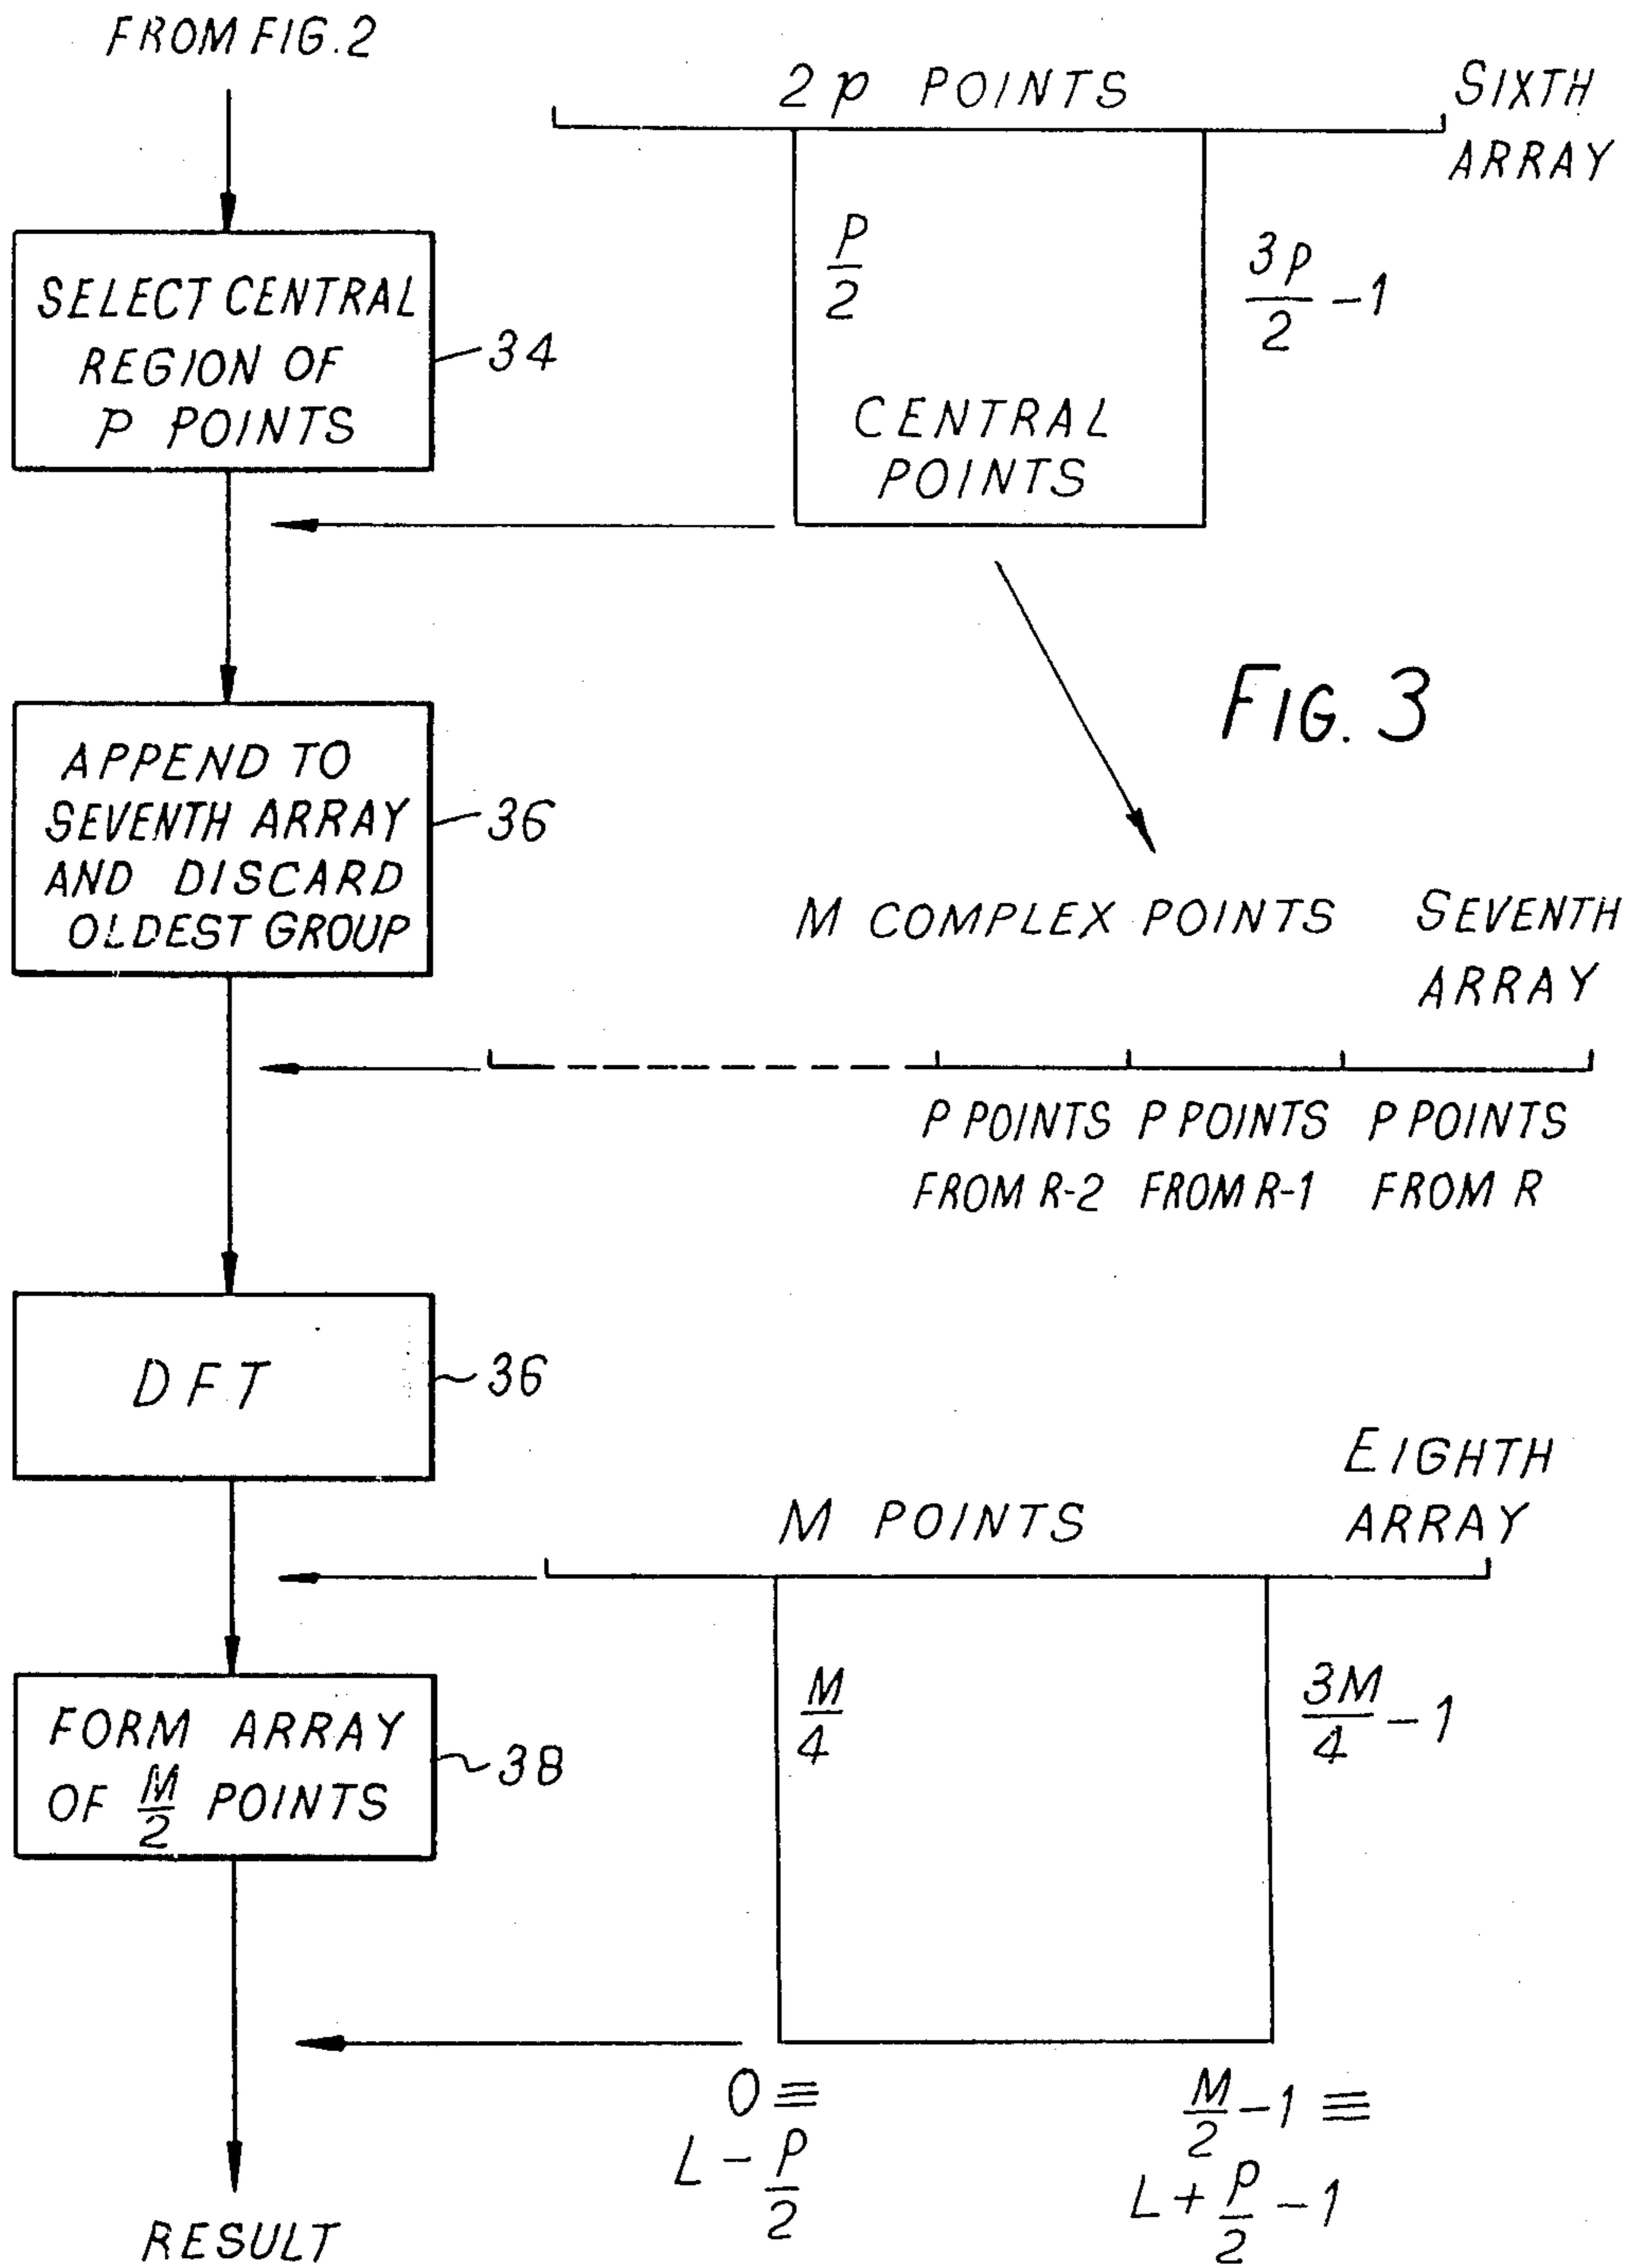 FROM FIG. 2
2p POINTS
SIXTH
ARRAY
SELECT CENTRAL
REGION OF
P POINTS
34
P/2
3p/2 -1
CENTRAL
POINTS
FIG. 3
APPEND TO
SEVENTH ARRAY
AND DISCARD
OLDEST GROUP
36
M COMPLEX POINTS
SEVENTH
ARRAY
P POINTS
FROM R-2
P POINTS
FROM R-1
P POINTS
FROM R
DFT
36
EIGHTH
ARRAY
M POINTS
M/4
3M/4 -1
FORM ARRAY
OF M/2 POINTS
38
0≡
L-P/2
M/2 -1≡
L+P/2 -1
RESULT